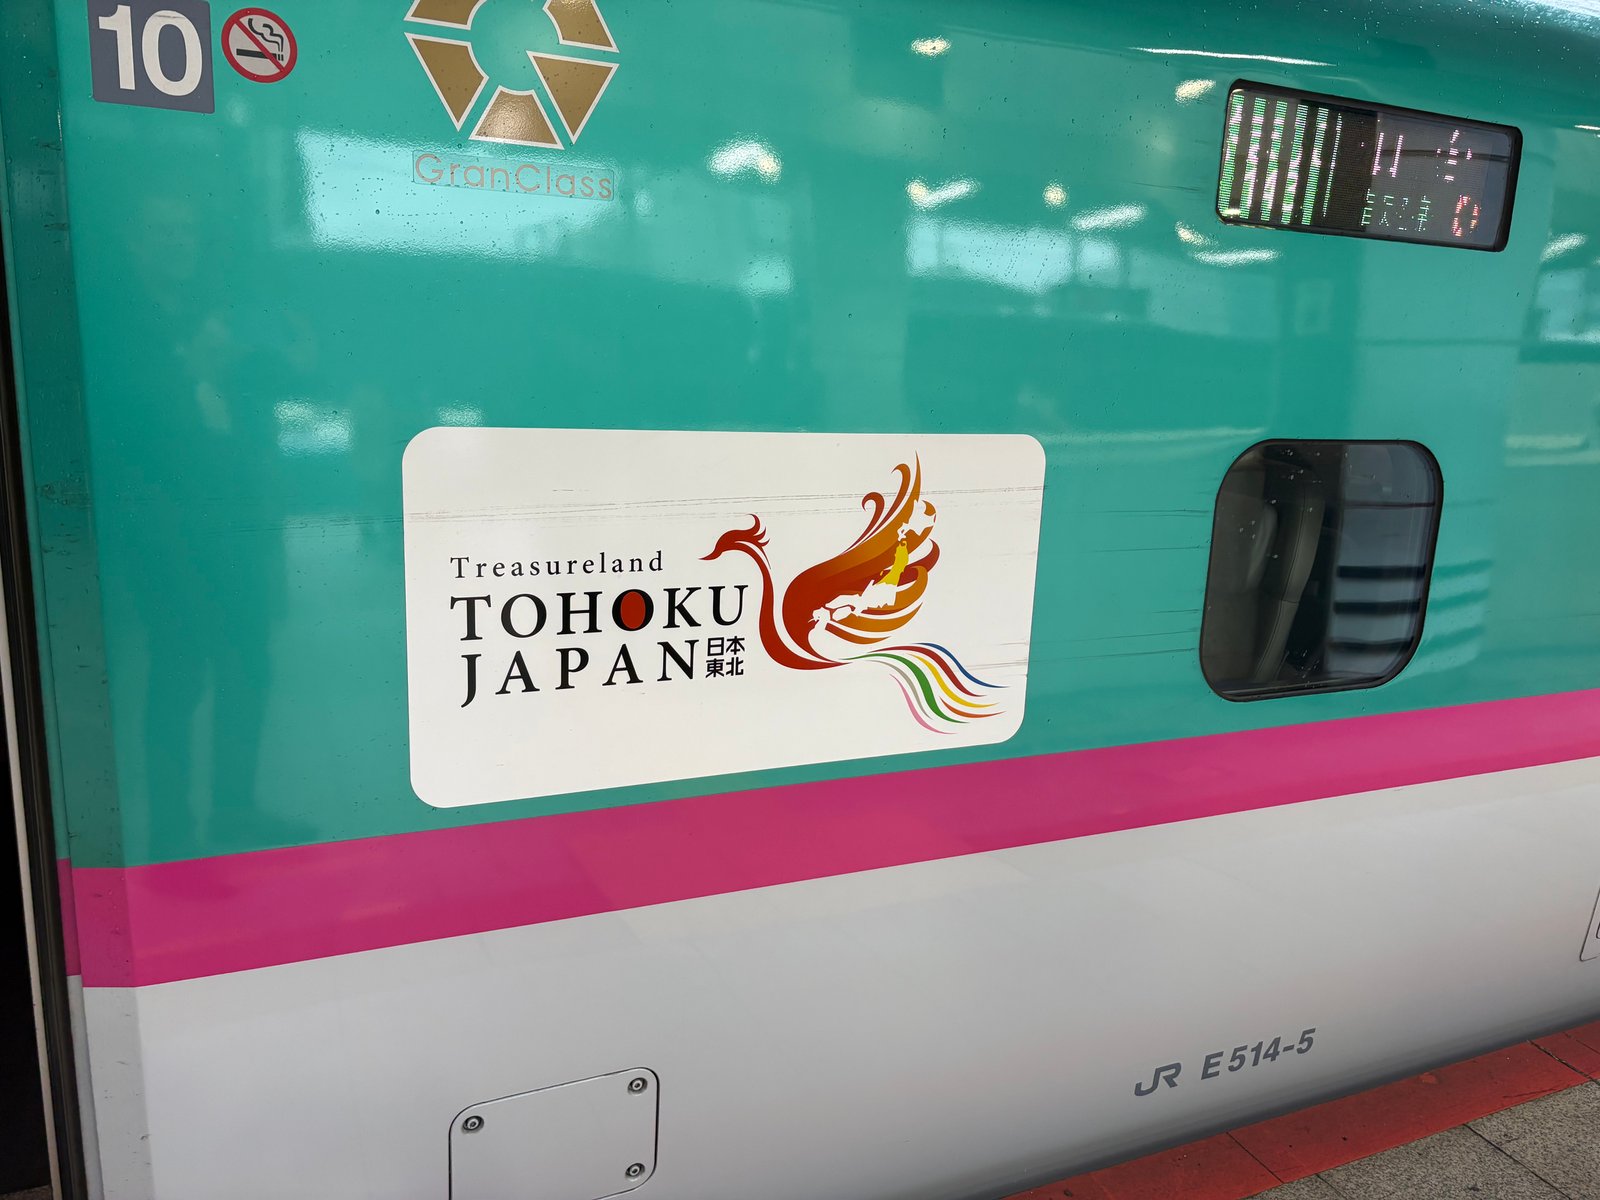 10
GranClass
Treasureland
TOHOKU
JAPAN 日本
東北
JR E514-5